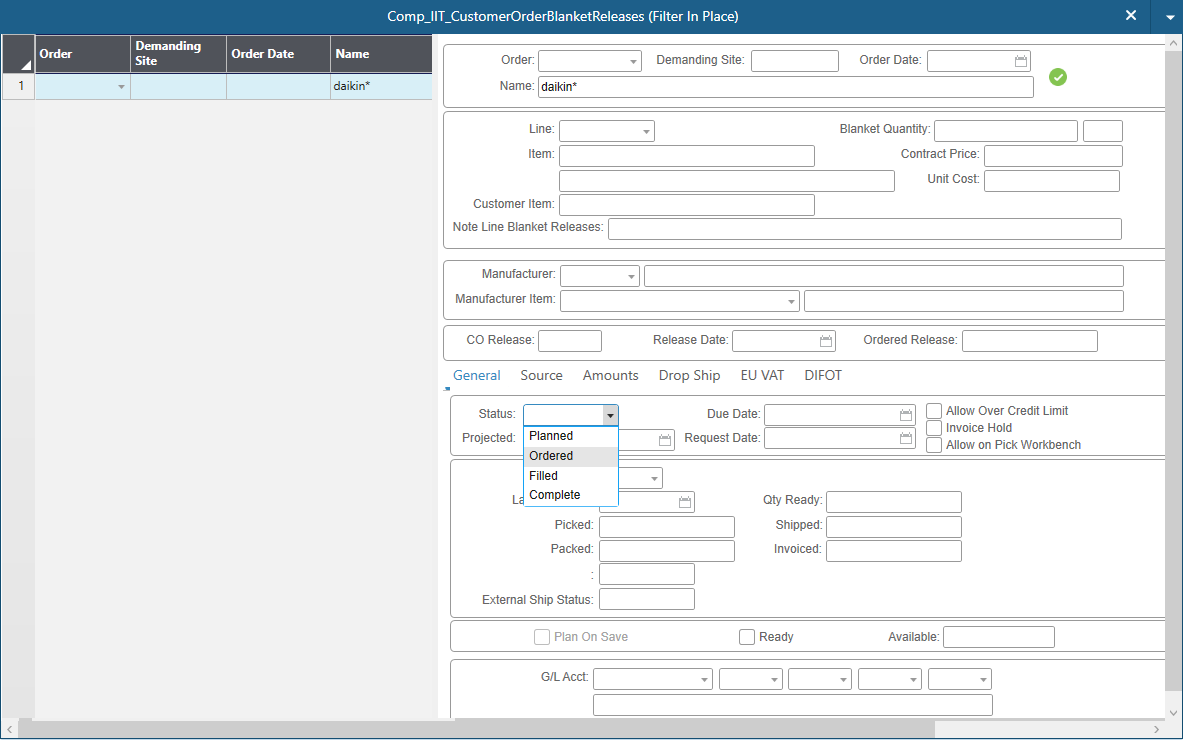 Comp_IIT_CustomerOrderBlanketReleases (Filter In Place)
Order
Demanding Site
Order Date
Name
1
daikin*
Order:
Demanding Site:
Order Date:
Name:
daikin*
Line:
Blanket Quantity:
Item:
Contract Price:
Unit Cost:
Customer Item:
Note Line Blanket Releases:
Manufacturer:
Manufacturer Item:
CO Release:
Release Date:
Ordered Release:
General
Source
Amounts
Drop Ship
EU VAT
DIFOT
Status:
Due Date:
Allow Over Credit Limit
Projected:
Request Date:
Invoice Hold
Allow on Pick Workbench
Planned
Ordered
Filled
Complete
Qty Ready:
Picked:
Shipped:
Packed:
Invoiced:
:
External Ship Status:
Plan On Save
Ready
Available:
G/L Acct: